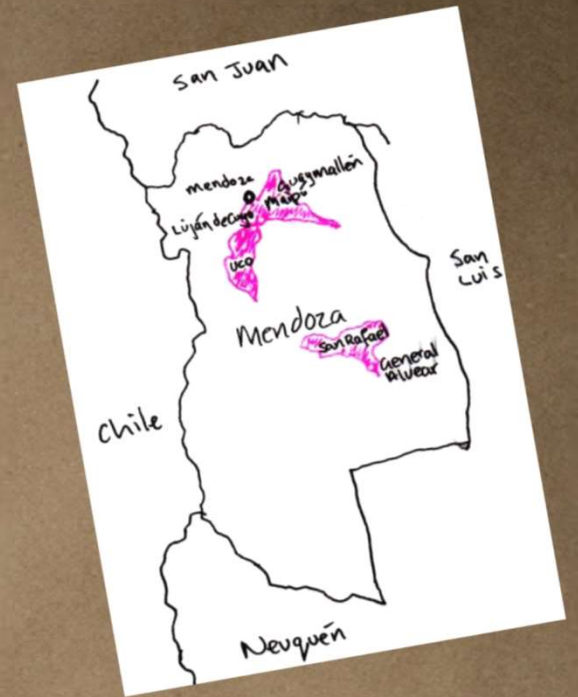 San Juan
mendoza
Guaymallén
maipú
Luján de Cuyo
UCO
San
Luis
Mendoza
San Rafael
General
Alvear
Chile
Neuquén